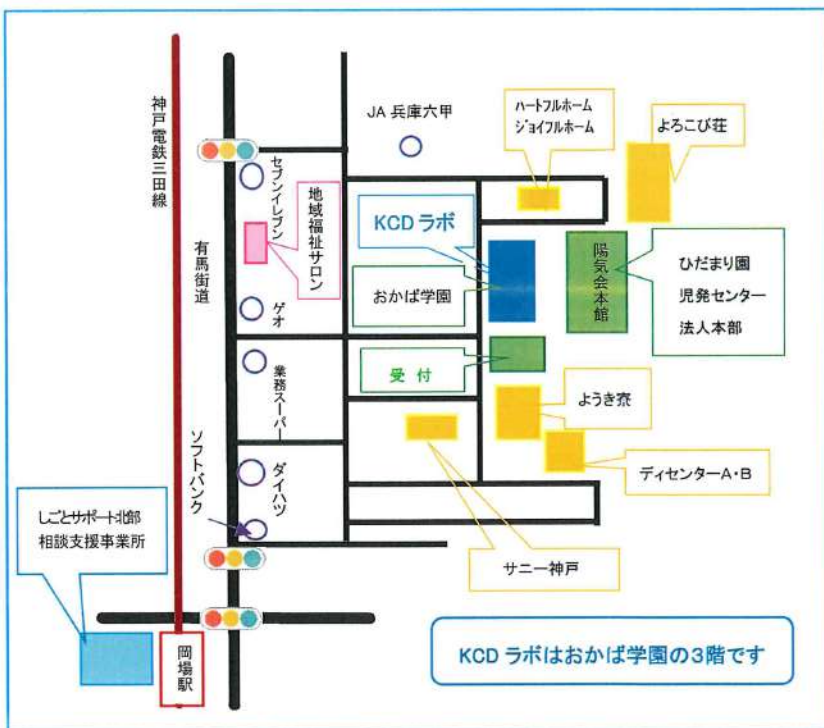 神戸電鉄三田線
有馬街道
セブンイレブン
地域福祉サロン
ゲオ
業務スーパー
ソフトバンク
ダイハツ
JA 兵庫六甲
ハートフルホーム
ジョイフルホーム
よろこび荘
KCD ラボ
おかば学園
陽気会本館
ひだまり園
児発センター
法人本部
受 付
ようき寮
ディセンターA・B
サニー神戸
しごとサポート北部
相談支援事業所
岡場駅
KCD ラボはおかば学園の3階です